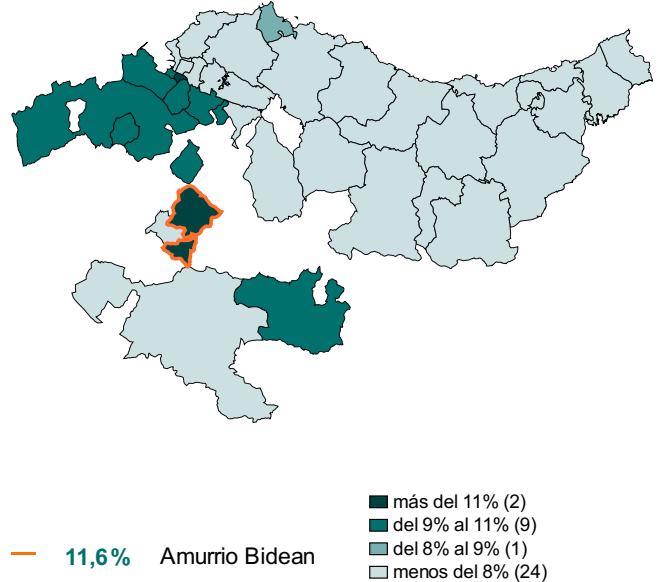 más del 11% (2)
del 9% al 11% (9)
del 8% al 9% (1)
menos del 8% (24)
11,6% Amurrio Bidean